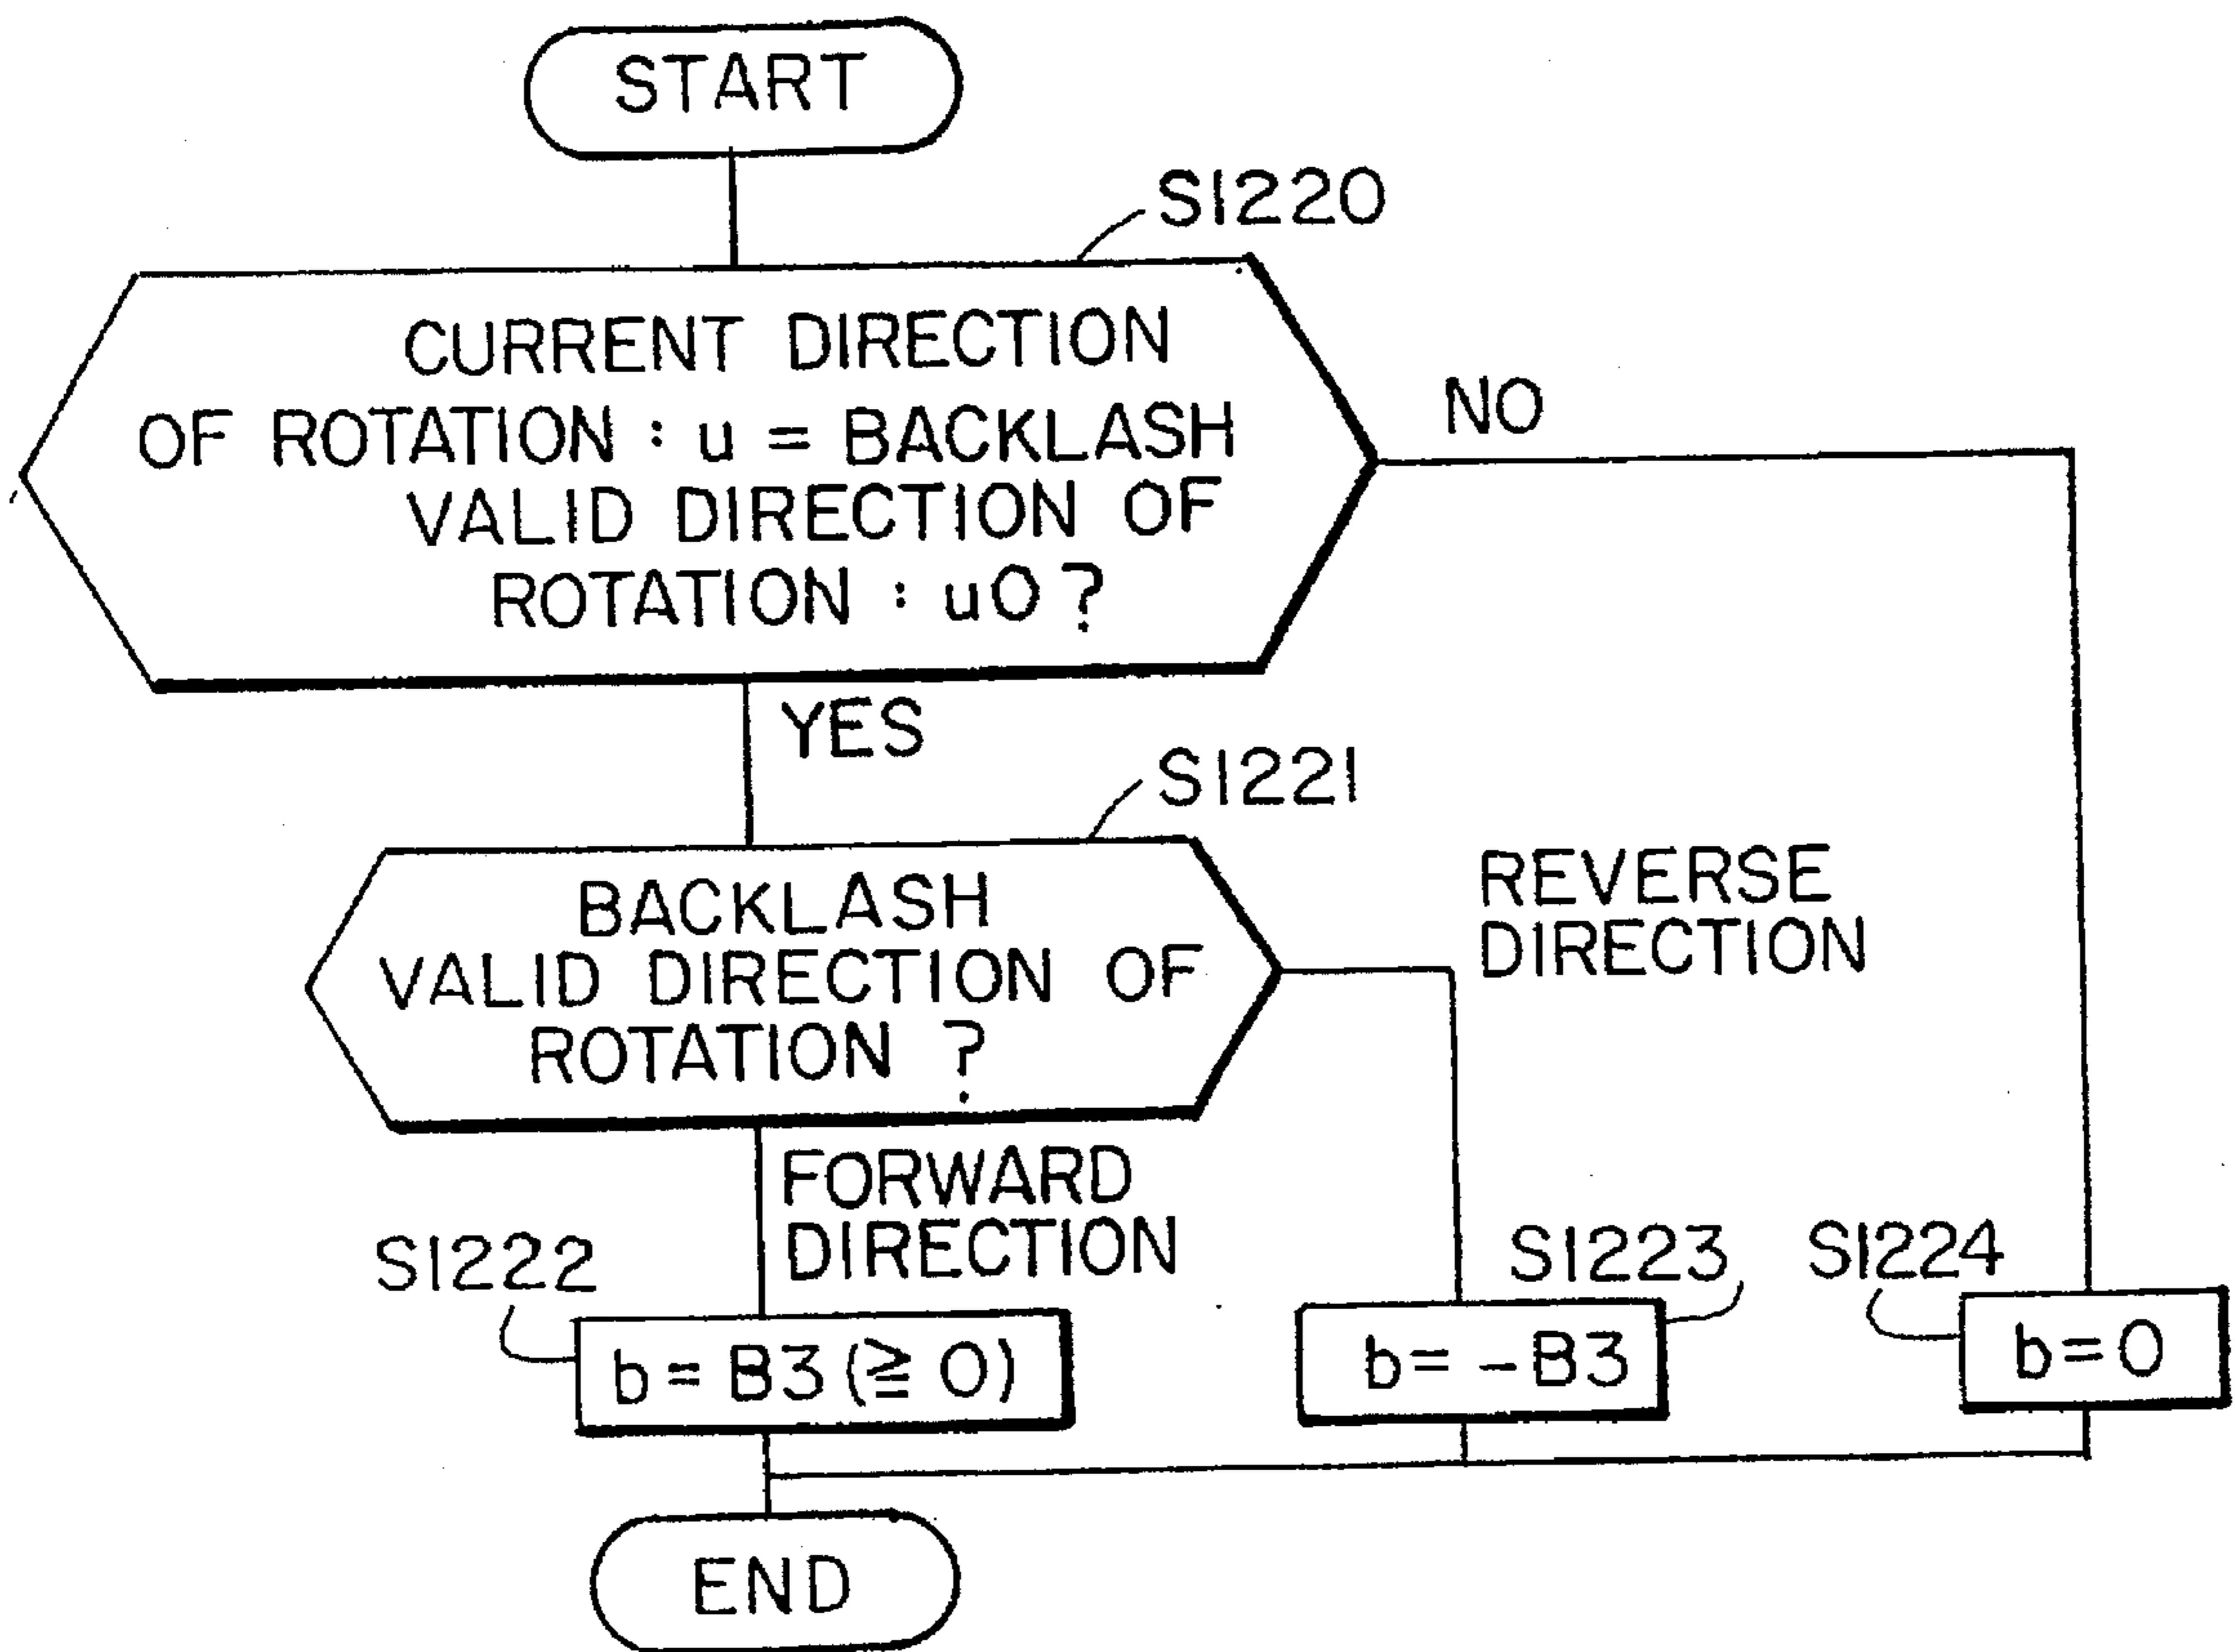 START
S1220
CURRENT DIRECTION
OF ROTATION : u = BACKLASH
VALID DIRECTION OF
ROTATION : u0 ?
NO
YES
S1221
BACKLASH
VALID DIRECTION OF
ROTATION ?
REVERSE
DIRECTION
FORWARD
DIRECTION
S1222
b = B3 (≧ 0)
S1223
b = -B3
S1224
b = 0
END